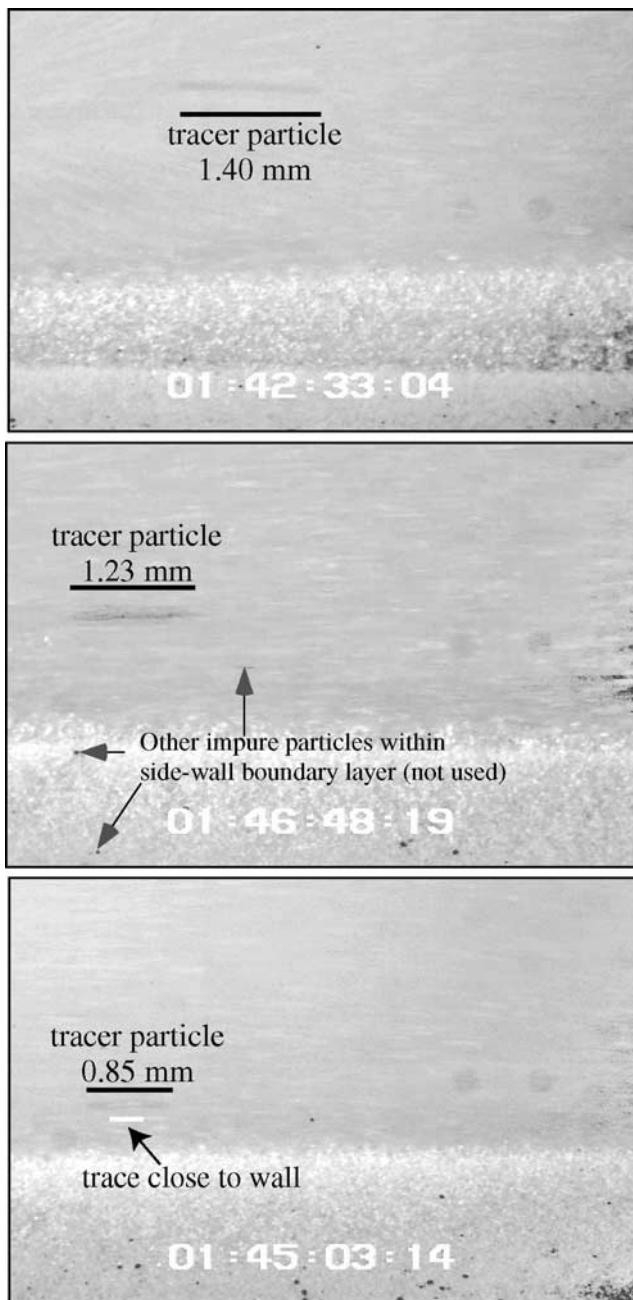 tracer particle
1.40 mm
01:42:33:04
tracer particle
1.23 mm
Other impure particles within
side-wall boundary layer (not used)
01:46:48:19
tracer particle
0.85 mm
trace close to wall
01:45:03:14